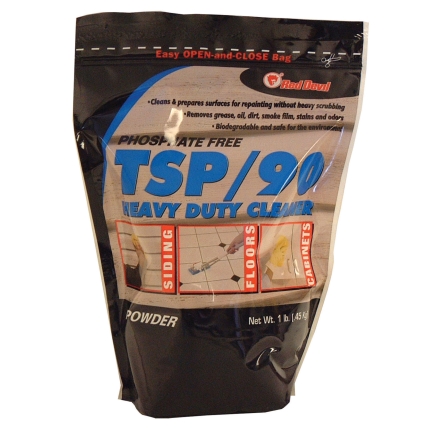 Easy OPEN-and-CLOSE Bag
Red Devil
•Cleans & prepares surfaces for repainting without heavy scrubbing
•Removes grease, oil, dirt, smoke film, stains and odors
•Biodegradable and safe for the environment
PHOSPHATE FREE
TSP/90
HEAVY DUTY CLEANER
SIDING
FLOORS
CABINETS
POWDER
Net Wt. 1 lb. (.45 Kg)